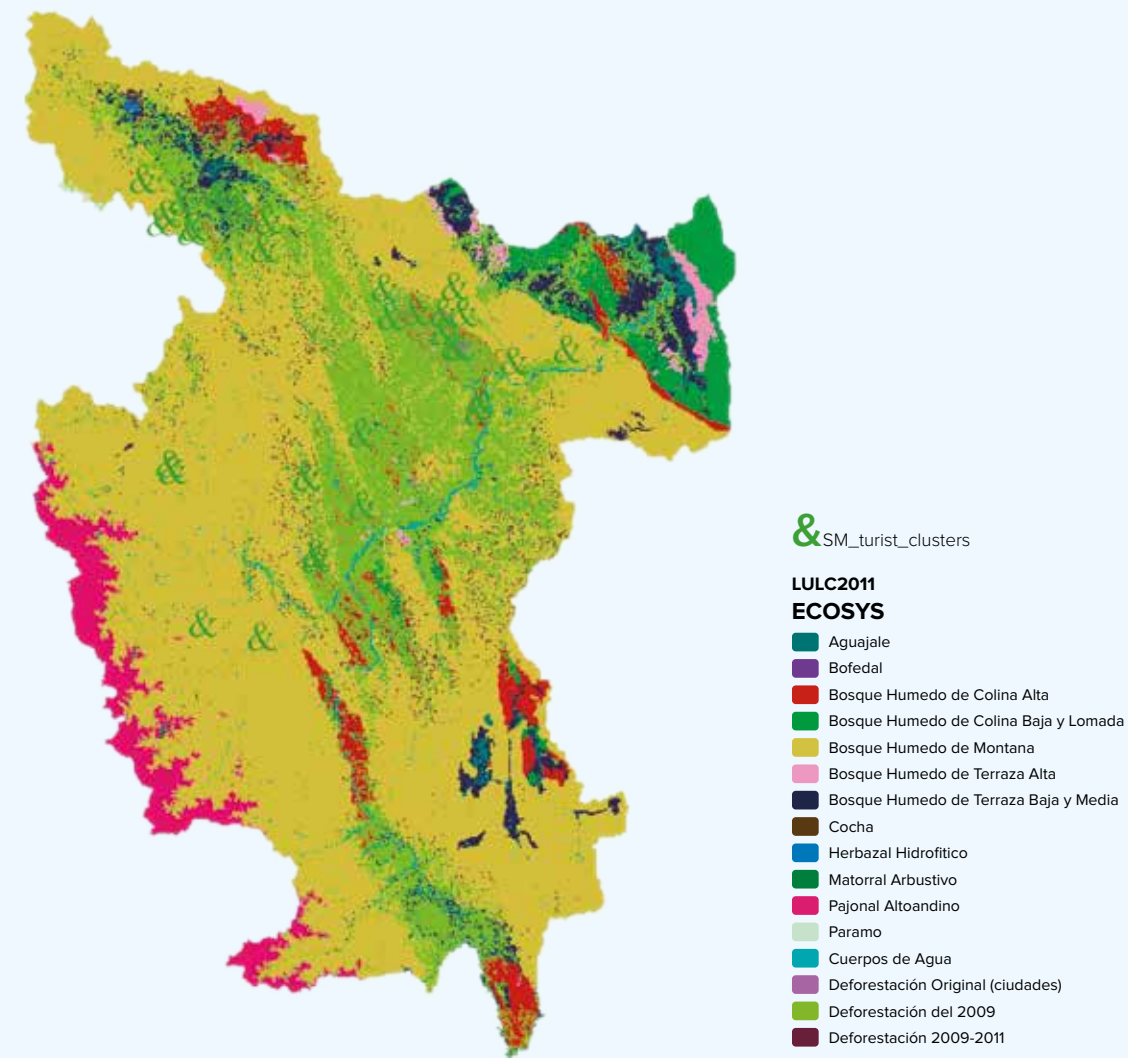 & SM_turist_clusters
LULC2011
ECOSYS
Aguajale
Bofedal
Bosque Humedo de Colina Alta
Bosque Humedo de Colina Baja y Lomada
Bosque Humedo de Montana
Bosque Humedo de Terraza Alta
Bosque Humedo de Terraza Baja y Media
Cocha
Herbazal Hidrofitico
Matorral Arbustivo
Pajonal Altoandino
Paramo
Cuerpos de Agua
Deforestación Original (ciudades)
Deforestación del 2009
Deforestación 2009-2011